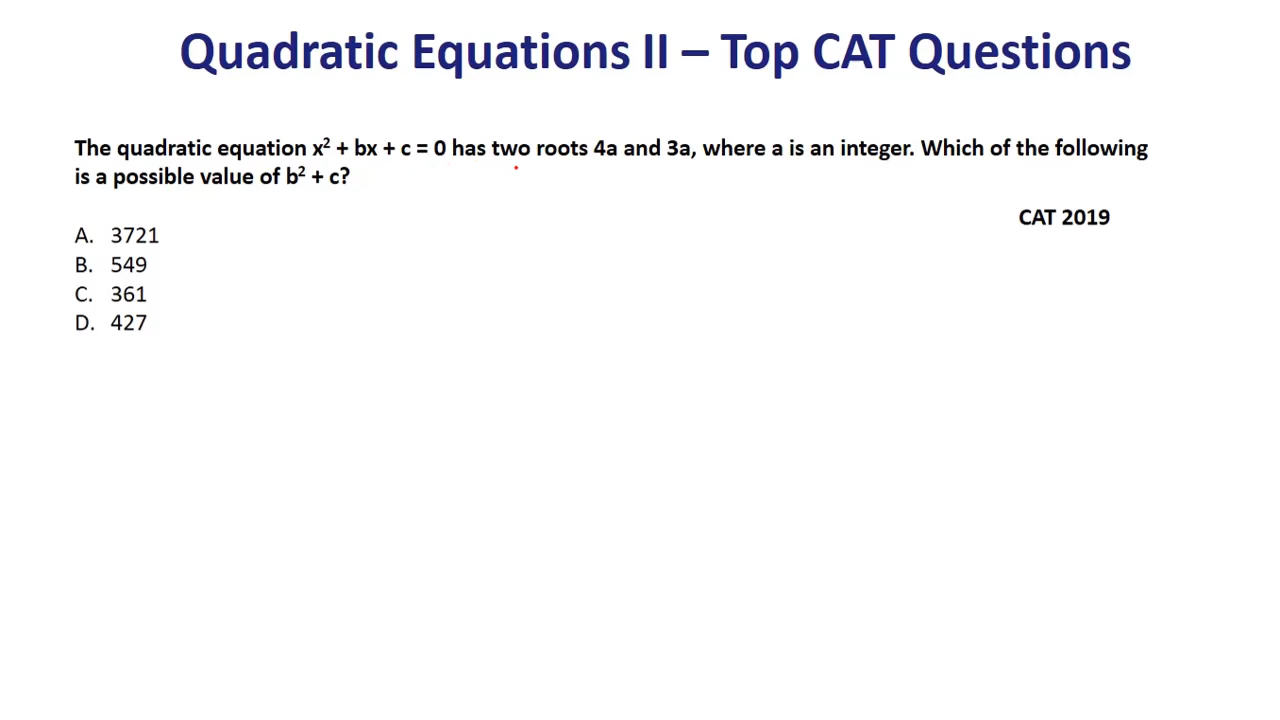 Quadratic Equations II – Top CAT Questions
The quadratic equation x² + bx + c = 0 has two roots 4a and 3a, where a is an integer. Which of the following
is a possible value of b² + c?
CAT 2019
A. 3721
B. 549
C. 361
D. 427